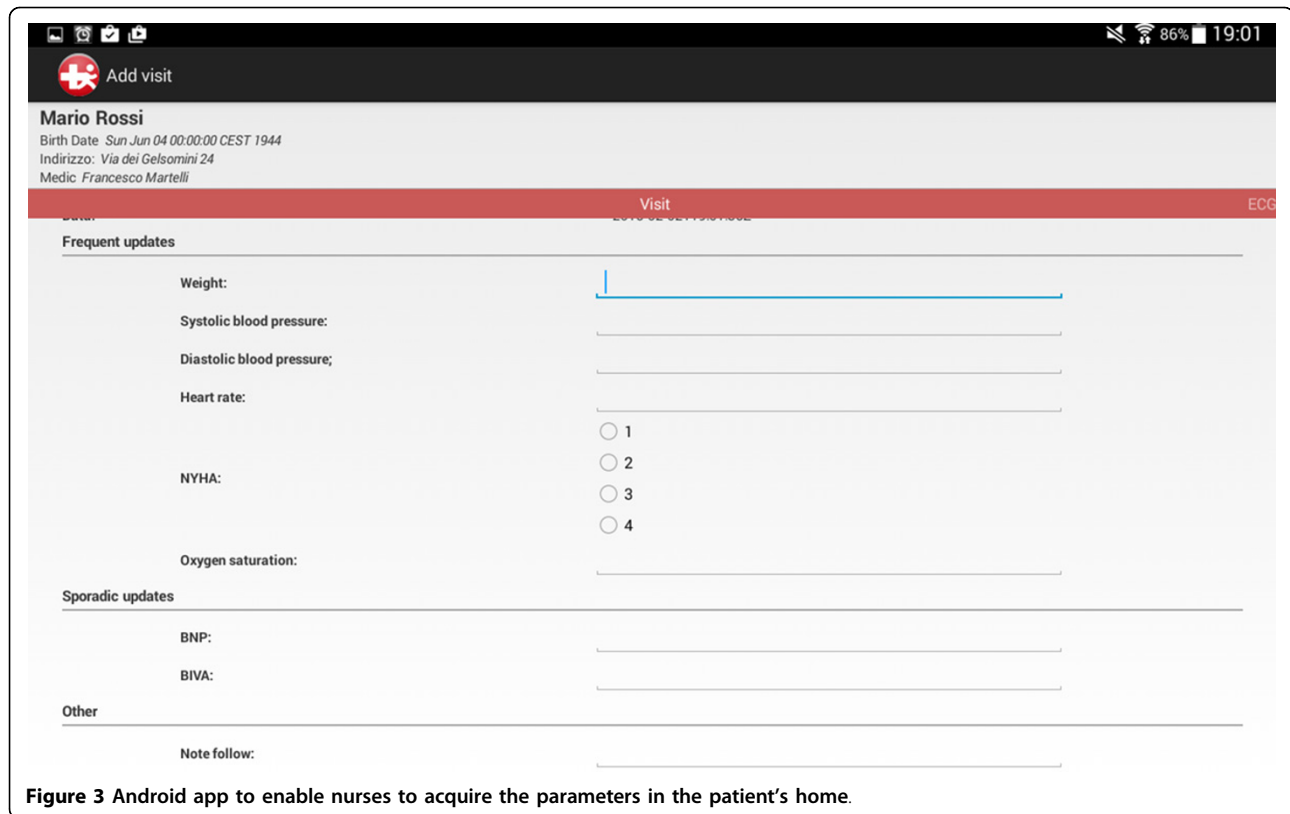 86% 19:01
Add visit
Mario Rossi
Birth Date Sun Jun 04 00:00:00 CEST 1944
Indirizzo: Via dei Gelsomini 24
Medic Francesco Martelli
Visit ECG
Frequent updates
Weight:
Systolic blood pressure:
Diastolic blood pressure;
Heart rate:
1
2
NYHA:
3
4
Oxygen saturation:
Sporadic updates
BNP:
BIVA:
Other
Note follow:
Figure 3 Android app to enable nurses to acquire the parameters in the patient's home.